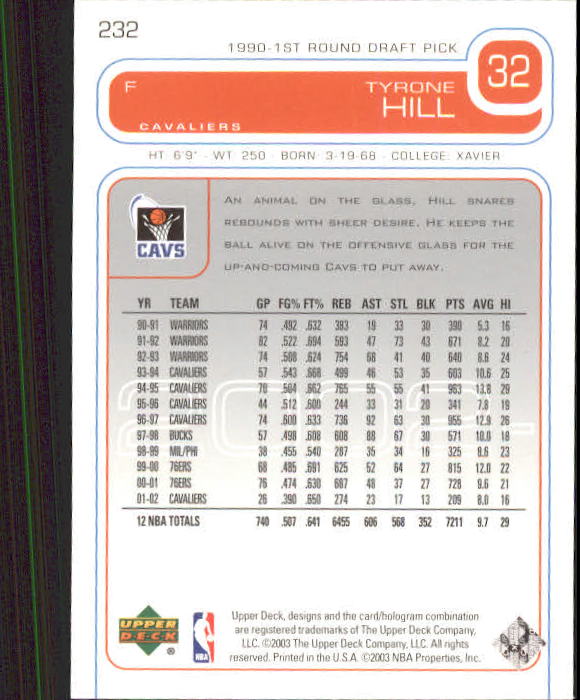 232
1990-1ST ROUND DRAFT PICK
32
F
TYRONE
HILL
CAVALIERS
HT 6'9" - WT 250 - BORN: 3-19-68 - COLLEGE: XAVIER
CAVS
AN ANIMAL ON THE GLASS, HILL SNARES
REBOUNDS WITH SHEER DESIRE. HE KEEPS THE
BALL ALIVE ON THE OFFENSIVE GLASS FOR THE
UP-AND-COMING CAVS TO PUT AWAY.
YR TEAM GP FG% FT% REB AST STL BLK PTS AVG HI
90-91 WARRIORS 74 .492 .632 383 19 33 30 390 5.3 16
91-92 WARRIORS 82 .522 .694 593 47 73 43 671 8.2 20
92-93 WARRIORS 74 .508 .624 754 68 41 40 640 8.6 24
93-94 CAVALIERS 57 .543 .668 499 46 53 35 603 10.6 25
94-95 CAVALIERS 70 .504 .662 765 55 55 41 963 13.8 29
95-96 CAVALIERS 44 .512 .600 244 33 31 20 341 7.8 19
96-97 CAVALIERS 74 .600 .633 736 92 63 30 955 12.9 26
97-98 BUCKS 57 .498 .608 608 88 67 30 571 10.0 18
98-99 MIL/PHI 38 .455 .540 287 35 34 16 325 8.6 23
99-00 76ERS 68 .485 .691 625 52 64 27 815 12.0 22
00-01 76ERS 76 .474 .630 687 48 37 27 728 9.6 21
01-02 CAVALIERS 26 .390 .650 274 23 17 13 209 8.0 16
12 NBA TOTALS 740 .507 .641 6455 606 568 352 7211 9.7 29
UPPER
DECK
®
NBA
Upper Deck, designs and the card/hologram combination
are registered trademarks of The Upper Deck Company,
LLC. ©2003 The Upper Deck Company, LLC. All rights
reserved. Printed in the U.S.A. ©2003 NBA Properties, Inc.